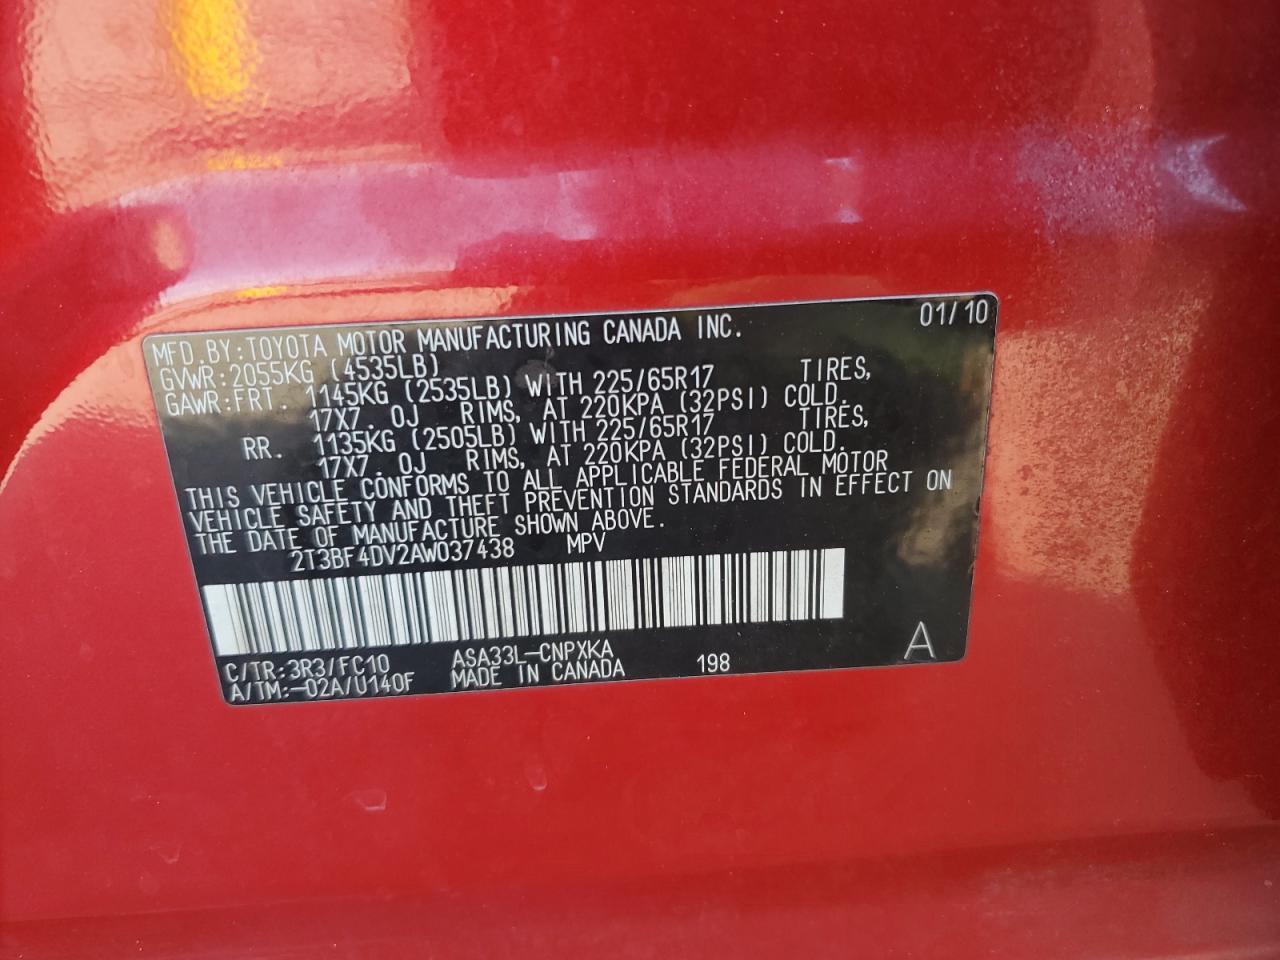 01/10
MFD.BY:TOYOTA MOTOR MANUFACTURING CANADA INC.
GVWR:2055KG (4535LB)
GAWR:FRT. 1145KG (2535LB) WITH 225/65R17 TIRES,
17X7.0J RIMS, AT 220KPA (32PSI) COLD.
RR. 1135KG (2505LB) WITH 225/65R17 TIRES,
17X7.0J RIMS, AT 220KPA (32PSI) COLD.
THIS VEHICLE CONFORMS TO ALL APPLICABLE FEDERAL MOTOR
VEHICLE SAFETY AND THEFT PREVENTION STANDARDS IN EFFECT ON
THE DATE OF MANUFACTURE SHOWN ABOVE.
2T3BF4DV2AW037438 MPV
C/TR:3R3/FC10 ASA33L-CNPXKA 198 A
A/TM:-02A/U140F MADE IN CANADA